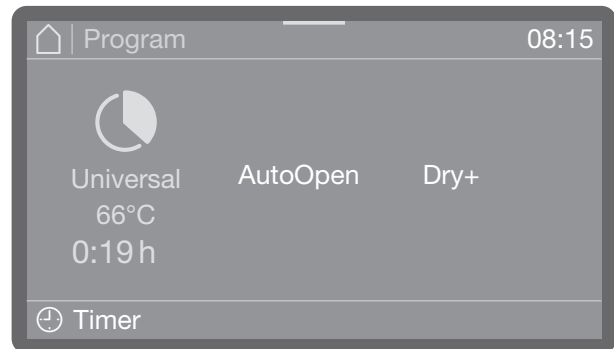 Program 08:15
Universal AutoOpen Dry+
66°C
0:19 h
Timer